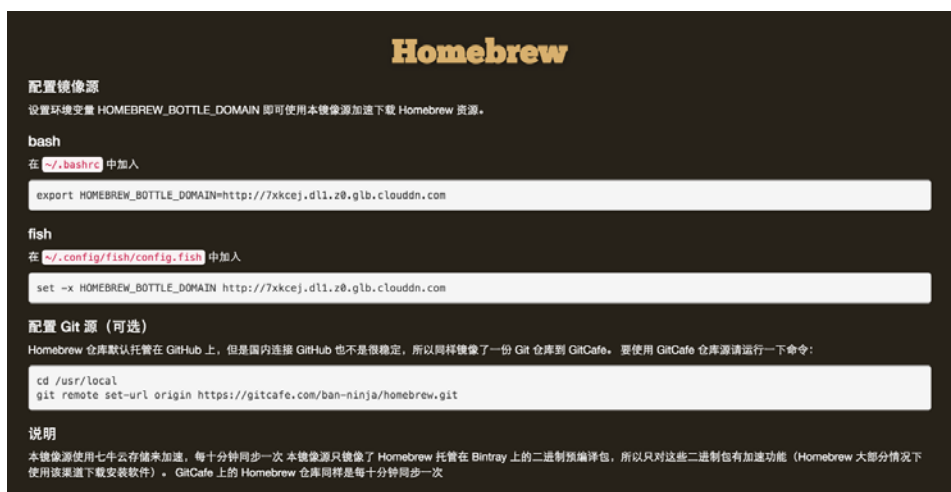 Homebrew
配置镜像源
设置环境变量 HOMEBREW_BOTTLE_DOMAIN 即可使用本镜像源加速下载 Homebrew 资源。
bash
在 ~/.bashrc 中加入
export HOMEBREW_BOTTLE_DOMAIN=http://7xkcej.dl1.z0.glb.clouddn.com
fish
在 ~/.config/fish/config.fish 中加入
set -x HOMEBREW_BOTTLE_DOMAIN http://7xkcej.dl1.z0.glb.clouddn.com
配置 Git 源（可选）
Homebrew 仓库默认托管在 GitHub 上，但是国内连接 GitHub 也不是很稳定，所以同样镜像了一份 Git 仓库到 GitCafe。 要使用 GitCafe 仓库源请运行一下命令：
cd /usr/local
git remote set-url origin https://gitcafe.com/ban-ninja/homebrew.git
说明
本镜像源使用七牛云存储来加速，每十分钟同步一次 本镜像源只镜像了 Homebrew 托管在 Bintray 上的二进制预编译包，所以只对这些二进制包有加速功能（Homebrew 大部分情况下
使用该渠道下载安装软件）。 GitCafe 上的 Homebrew 仓库同样是每十分钟同步一次